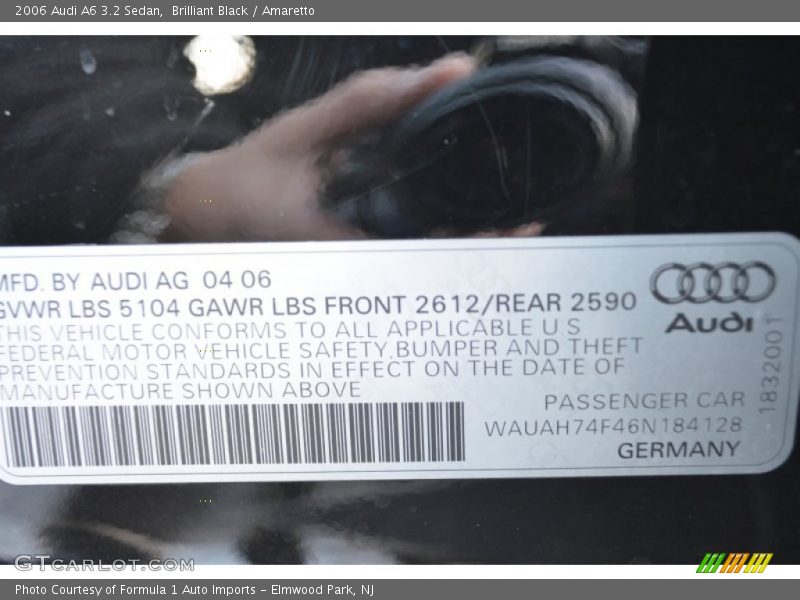 2006 Audi A6 3.2 Sedan,  Brilliant Black / Amaretto
MFD. BY AUDI AG 04 06
GVWR LBS 5104 GAWR LBS FRONT 2612/REAR 2590
THIS VEHICLE CONFORMS TO ALL APPLICABLE U.S
FEDERAL MOTOR VEHICLE SAFETY,BUMPER AND THEFT
PREVENTION STANDARDS IN EFFECT ON THE DATE OF
MANUFACTURE SHOWN ABOVE
Audi
1832001
PASSENGER CAR
WAUAH74F46N184128
GERMANY
GTCARLOT.COM
Photo Courtesy of Formula 1 Auto Imports - Elmwood Park, NJ